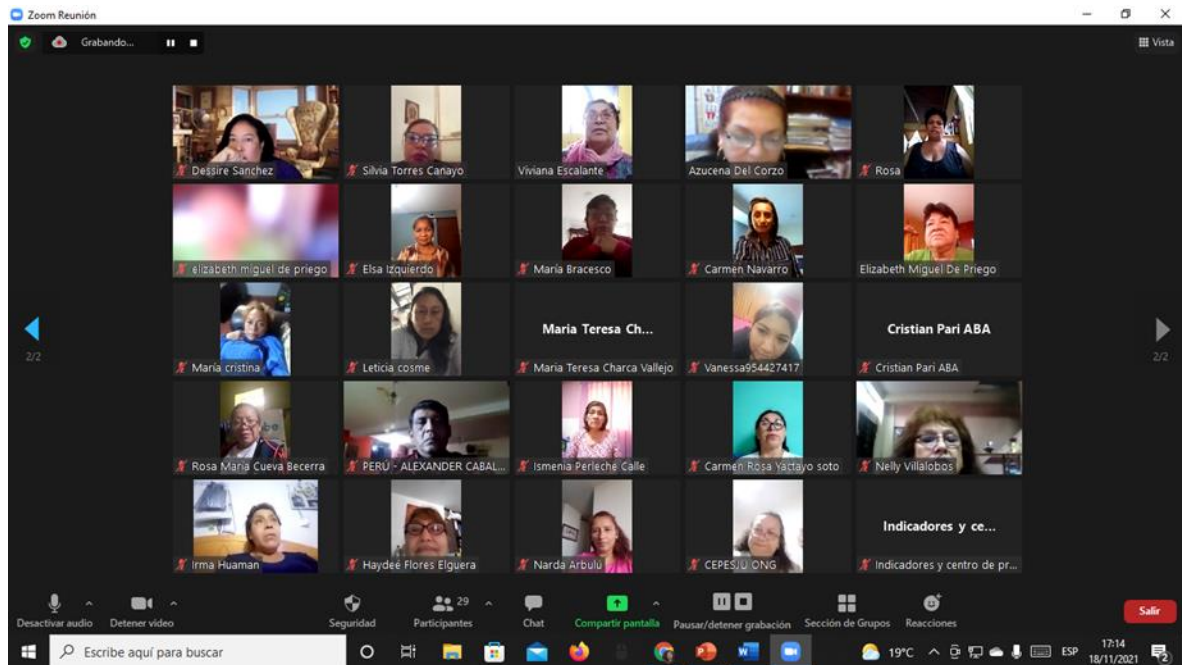 Zoom Reunión
Grabando...
Vista
Dessire Sanchez
Silvia Torres Canayo
Viviana Escalante
Azucena Del Corzo
Rosa
elizabeth miguel de priego
Elsa Izquierdo
María Bracesco
Carmen Navarro
Elizabeth Miguel De Priego
María cristina
Leticia cosme
Maria Teresa Ch...
Maria Teresa Charca Vallejo
Vanessa954427417
Cristian Pari ABA
Cristian Pari ABA
2/2
2/2
Rosa Maria Cueva Becerra
PERÚ - ALEXANDER CABAL...
Ismenia Perleche Calle
Carmen Rosa Yactayo soto
Nelly Villalobos
Irma Huaman
Haydeé Flores Elguera
Narda Arbulú
CEPESJU ONG
Indicadores y ce...
Indicadores y centro de pr...
Desactivar audio
Detener video
Seguridad
29
Participantes
Chat
Compartir pantalla
Pausar/detener grabación
Sección de Grupos
Reacciones
Salir
Escribe aquí para buscar
19°C
ESP
17:14
18/11/2021
2